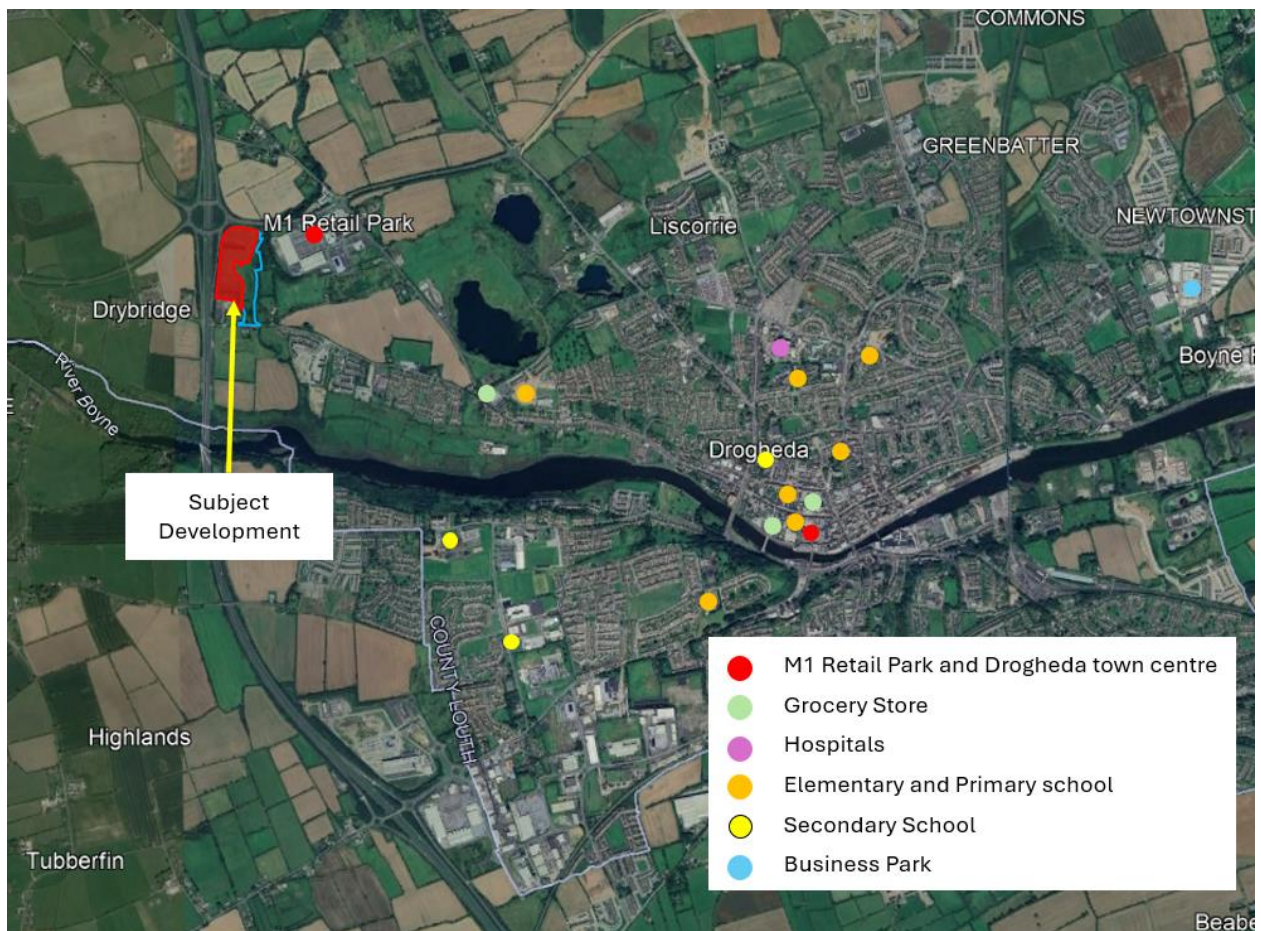 COMMONS
GREENBATTER
NEWTOWNST
M1 Retail Park
Liscorrie
Drybridge
Boyne
River Boyne
Drogheda
Subject
Development
COUNTY LOUTH
M1 Retail Park and Drogheda town centre
Grocery Store
Hospitals
Elementary and Primary school
Secondary School
Business Park
Highlands
Tubberfin
Beabe